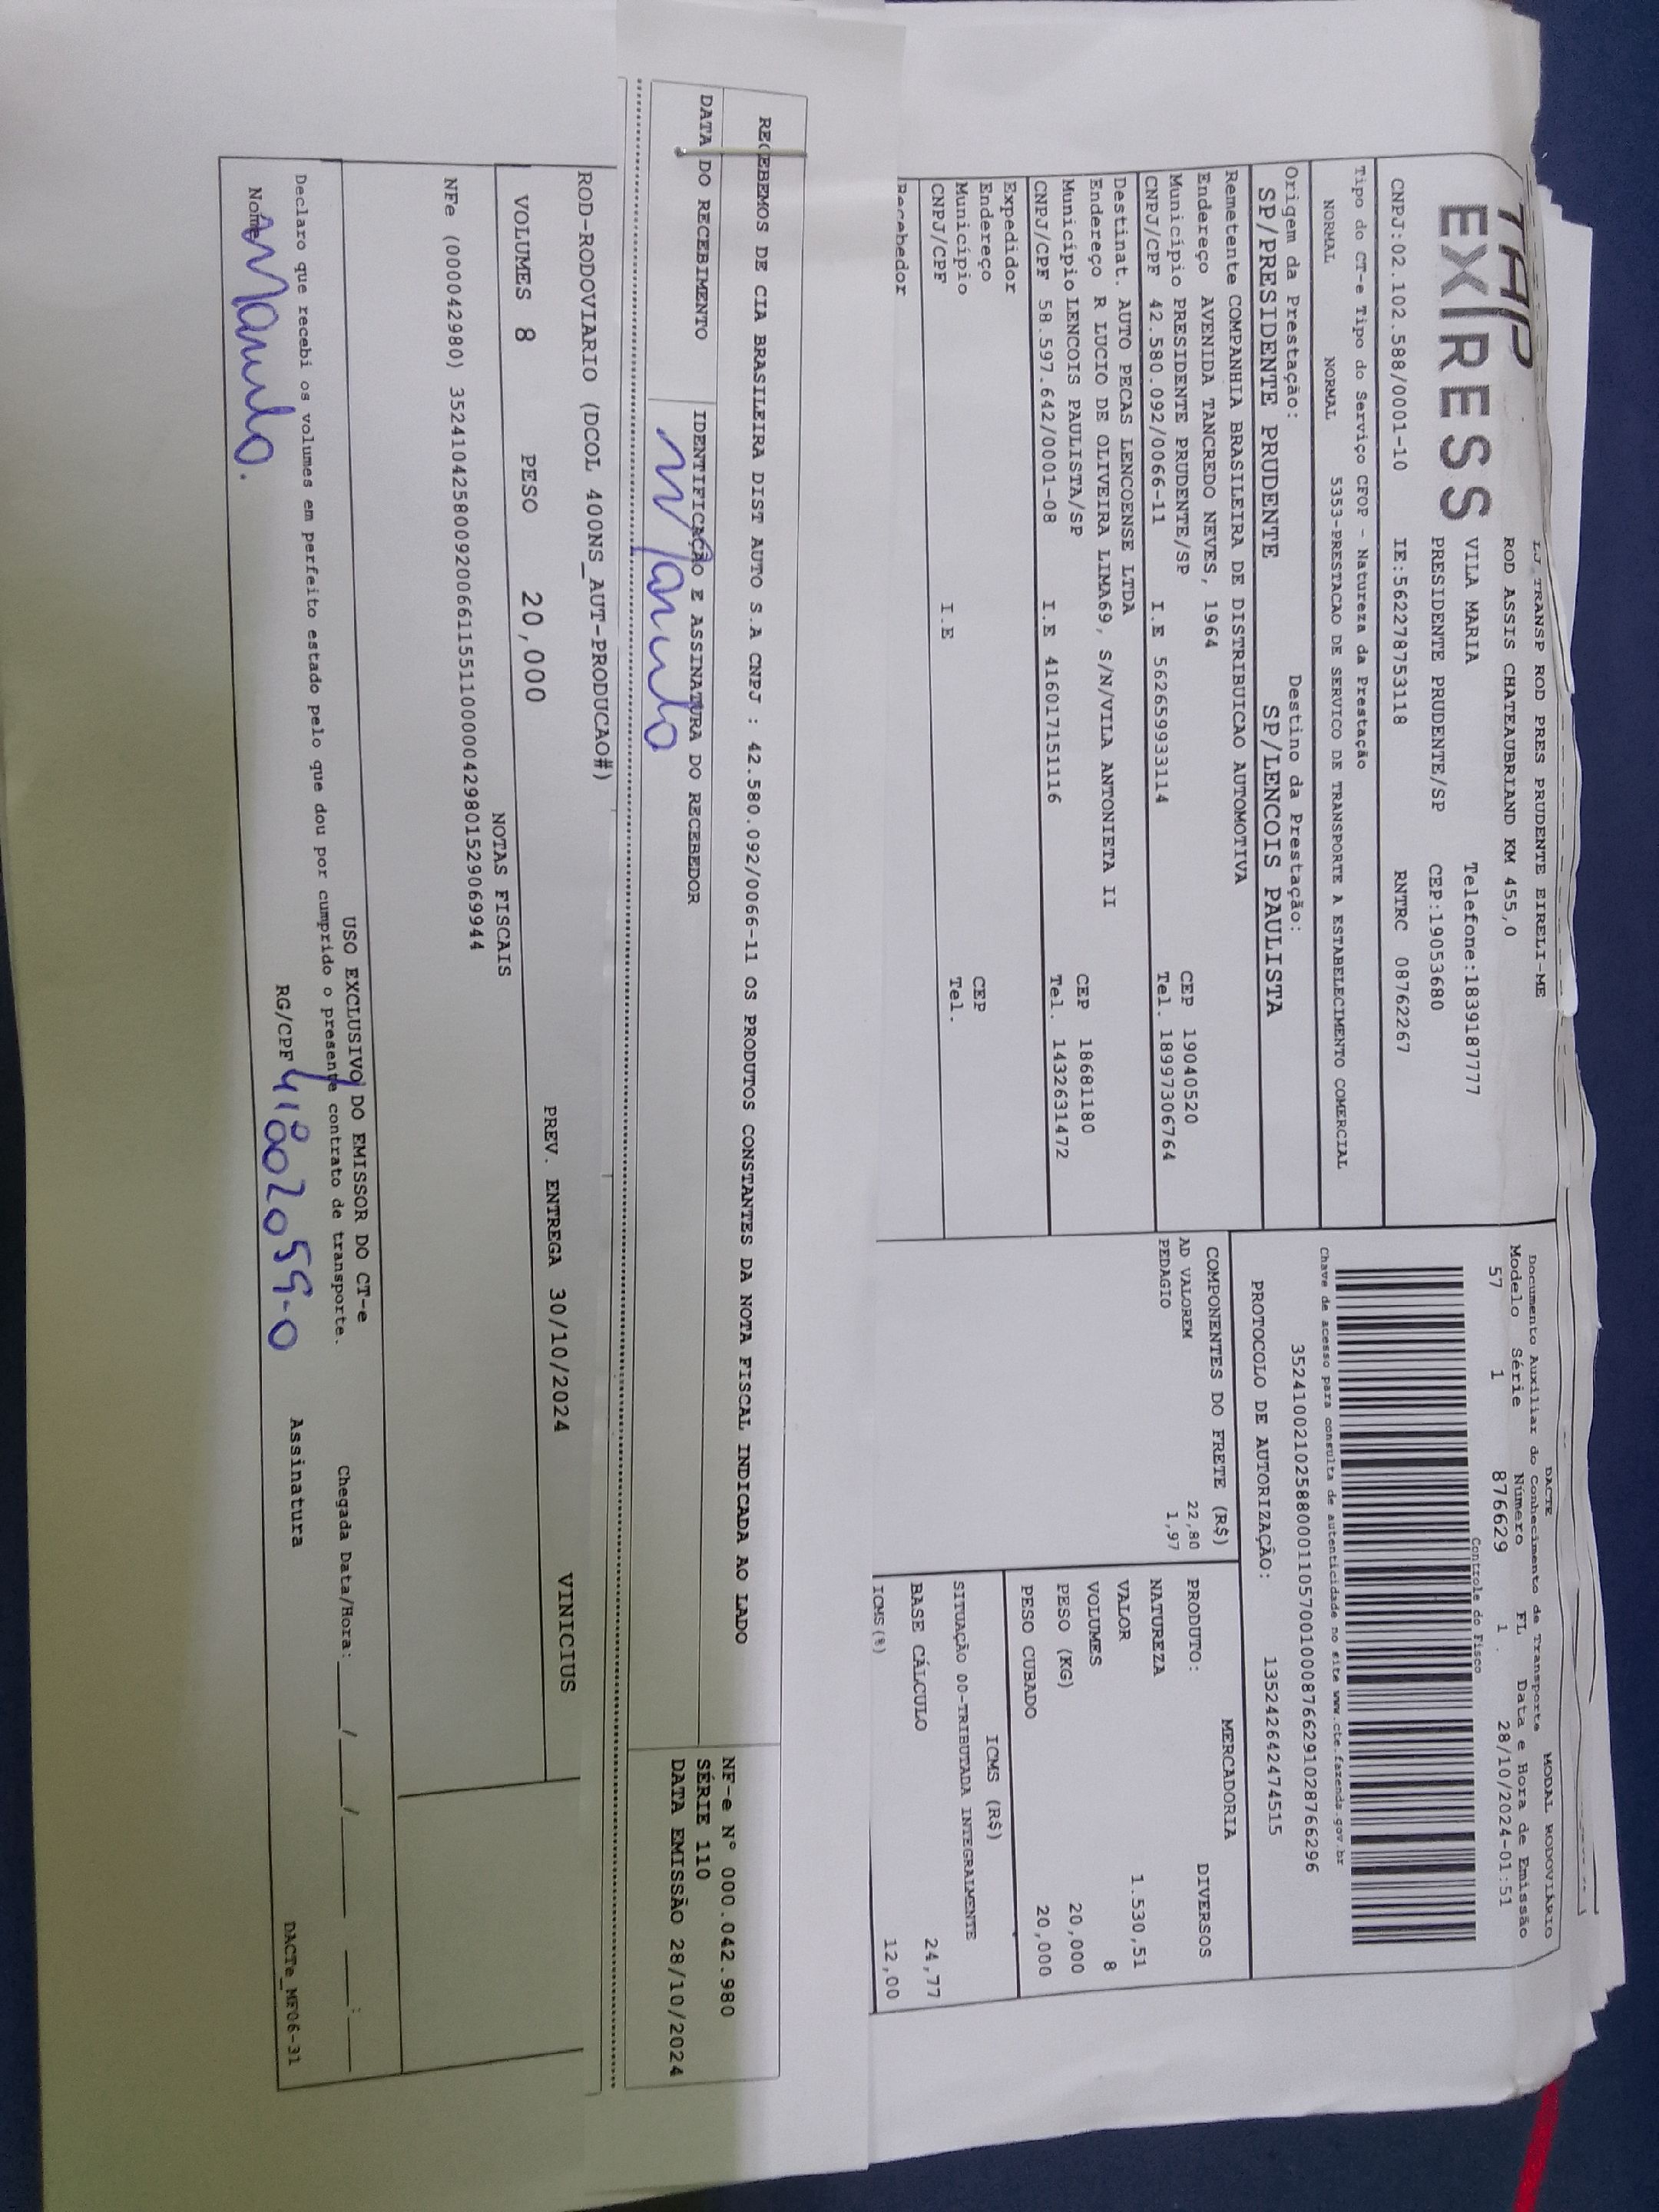 TAP
EXPRESS
LJ TRANSP ROD PRES PRUDENTE EIRELI-ME
ROD ASSIS CHATEAUBRIAND KM 455,0
VILA MARIA Telefone:1839187777
PRESIDENTE PRUDENTE/SP CEP:19053680
CNPJ:02.102.588/0001-10 IE:562278753118 RNTRC 08762267
Tipo do CT-e Tipo do Serviço CFOP - Natureza da Prestação
NORMAL NORMAL 5353-PRESTACAO DE SERVICO DE TRANSPORTE A ESTABELECIMENTO COMERCIAL
Origem da Prestação: Destino da Prestação:
SP/PRESIDENTE PRUDENTE SP/LENCOIS PAULISTA
Remetente COMPANHIA BRASILEIRA DE DISTRIBUICAO AUTOMOTIVA
Endereço AVENIDA TANCREDO NEVES, 1964 CEP 19040520
Município PRESIDENTE PRUDENTE/SP Tel. 18997306764
CNPJ/CPF 42.580.092/0066-11 I.E 562659933114
Destinat. AUTO PECAS LENCOENSE LTDA
Endereço R LUCIO DE OLIVEIRA LIMA69, S/N/VILA ANTONIETA II
Município LENCOIS PAULISTA/SP CEP 18681180
CNPJ/CPF 58.597.642/0001-08 I.E 416017151116 Tel. 1432631472
Expedidor
Endereço CEP
Município Tel.
CNPJ/CPF I.E
Recebedor
DACTE MODAL RODOVIÁRIO
Documento Auxiliar do Conhecimento de Transporte
Modelo Série Número FL Data e Hora de Emissão
57 1 876629 1 28/10/2024-01:51
Controle do Fisco
Chave de acesso para consulta de autenticidade no site www.cte.fazenda.gov.br
35241002102588000110570010008766291028766296
PROTOCOLO DE AUTORIZAÇÃO: 135242642474515
COMPONENTES DO FRETE (R$)
AD VALOREM 22,80
PEDAGIO 1,97
MERCADORIA
PRODUTO: DIVERSOS
NATUREZA
VALOR 1.530,51
VOLUMES 8
PESO (KG) 20,000
PESO CUBADO 20,000
ICMS (R$)
SITUAÇÃO 00-TRIBUTADA INTEGRALMENTE
BASE CÁLCULO 24,77
ICMS(%) 12,00
RECEBEMOS DE CIA BRASILEIRA DIST AUTO S.A CNPJ : 42.580.092/0066-11 OS PRODUTOS CONSTANTES DA NOTA FISCAL INDICADA AO LADO
DATA DO RECEBIMENTO IDENTIFICAÇÃO E ASSINATURA DO RECEBEDOR
NF-e Nº 000.042.980
SÉRIE 110
DATA EMISSÃO 28/10/2024
ROD-RODOVIARIO (DCOL 400NS_AUT-PRODUCAO#)
VOLUMES 8 PESO 20,000 PREV. ENTREGA 30/10/2024 VINICIUS
NOTAS FISCAIS
NFe (000042980) 35241042580092006611551100000429801529069944
USO EXCLUSIVO DO EMISSOR DO CT-e
Declaro que recebi os volumes em perfeito estado pelo que dou por cumprido o presente contrato de transporte.
Chegada Data/Hora:____/____/____ ___:___
Nome RG/CPF Assinatura DACTe_MF06-31